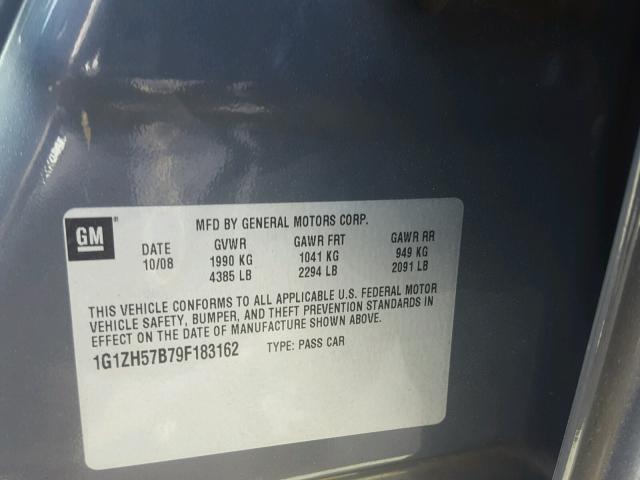 GM
MFD BY GENERAL MOTORS CORP.
DATE GVWR GAWR FRT GAWR RR
10/08 1990 KG 1041 KG 949 KG
4385 LB 2294 LB 2091 LB
THIS VEHICLE CONFORMS TO ALL APPLICABLE U.S. FEDERAL MOTOR
VEHICLE SAFETY, BUMPER, AND THEFT PREVENTION STANDARDS IN
EFFECT ON THE DATE OF MANUFACTURE SHOWN ABOVE.
1G1ZH57B79F183162 TYPE: PASS CAR